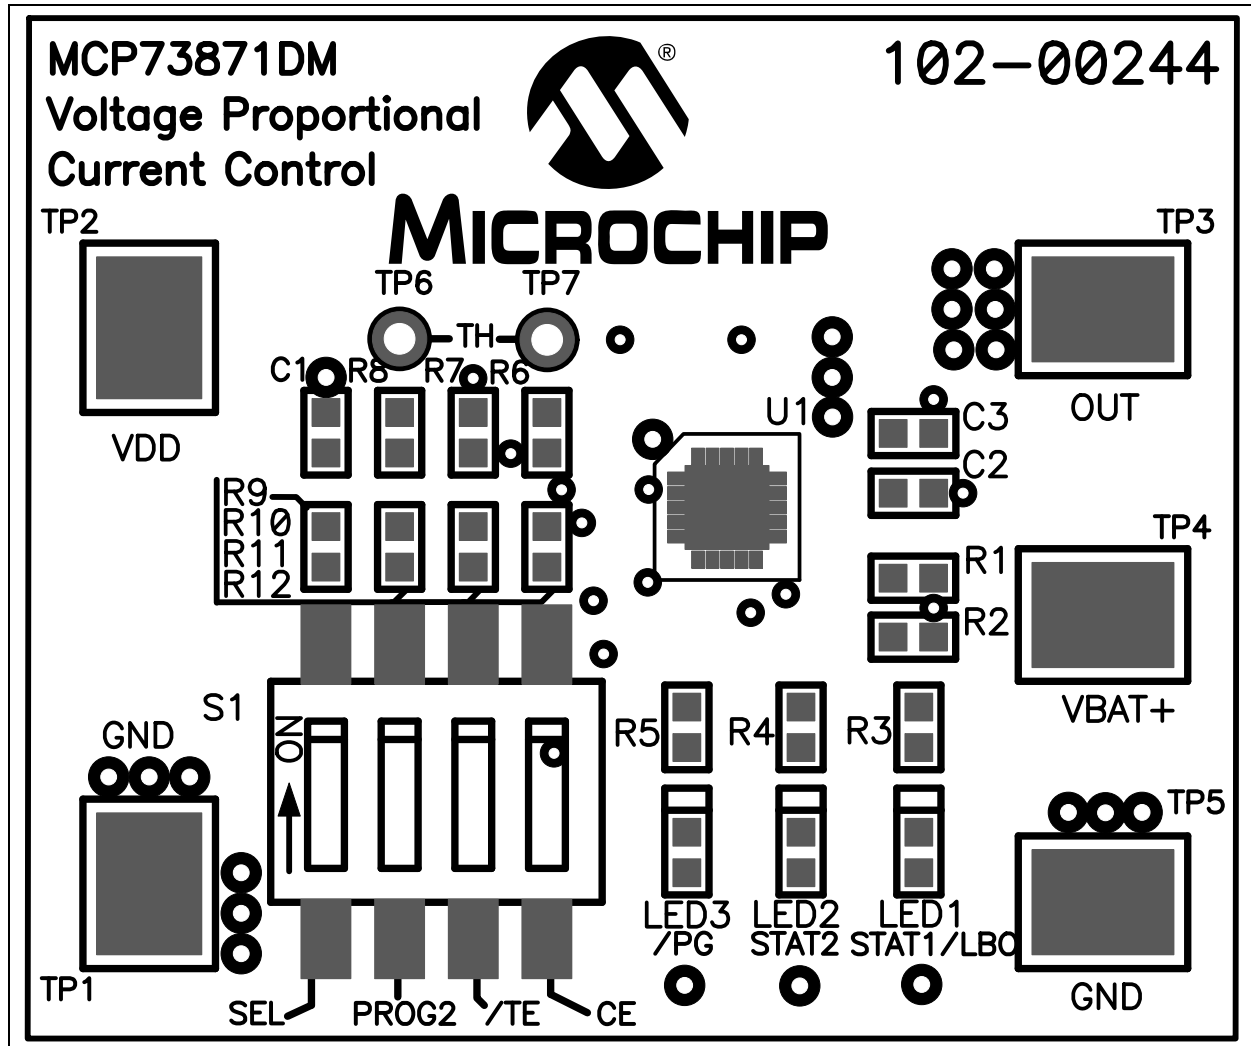 MCP73871DM
Voltage Proportional
Current Control
®
102-00244
MICROCHIP
TP2
TP6
TP7
TP3
TH
C1
R8
R7
R6
VDD
U1
OUT
C3
C2
R9
R10
R11
R12
TP4
R1
R2
VBAT+
S1
ON
GND
R5
R4
R3
TP5
TP1
LED3
/PG
LED2
STAT2
LED1
STAT1/LBO
GND
SEL
PROG2
/TE
CE